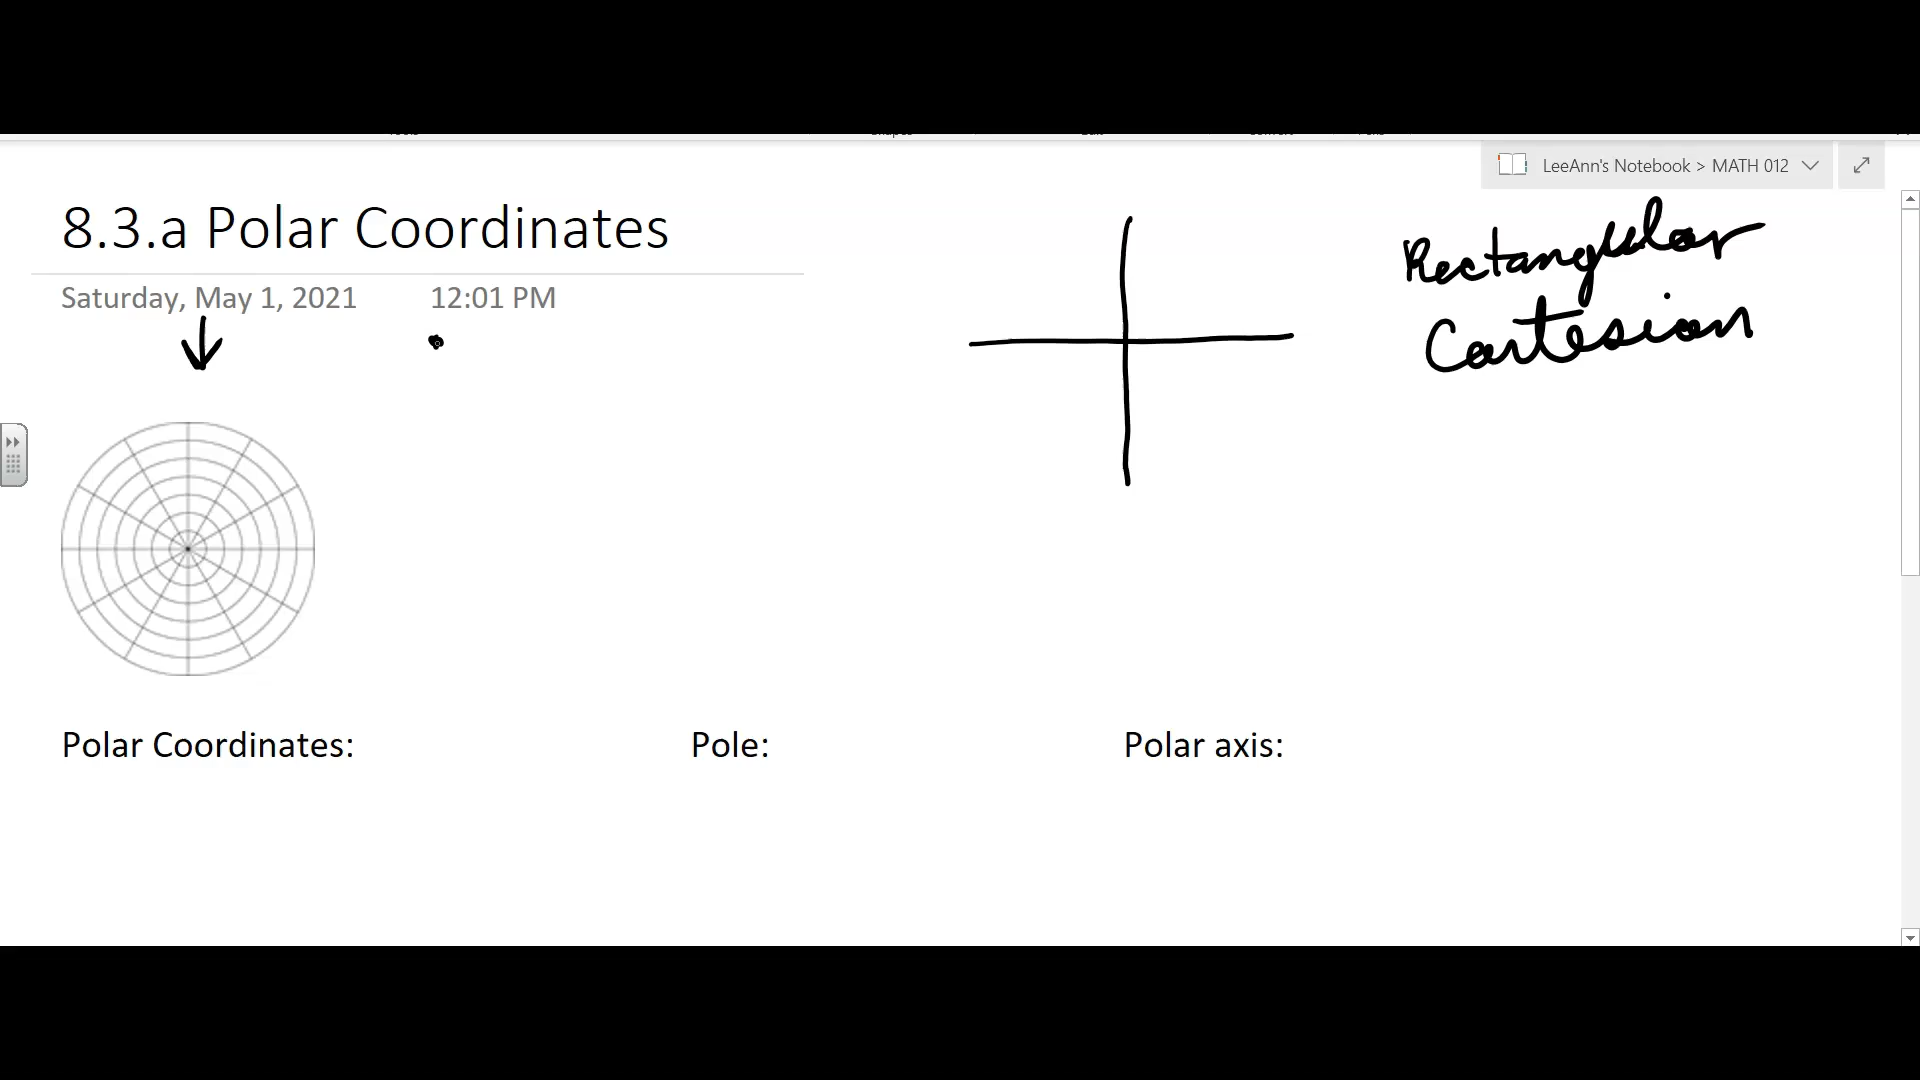 LeeAnn's Notebook > MATH 012
8.3.a Polar Coordinates
Rectangular
Saturday, May 1, 2021 12:01 PM
Cartesian
Polar Coordinates: Pole: Polar axis: